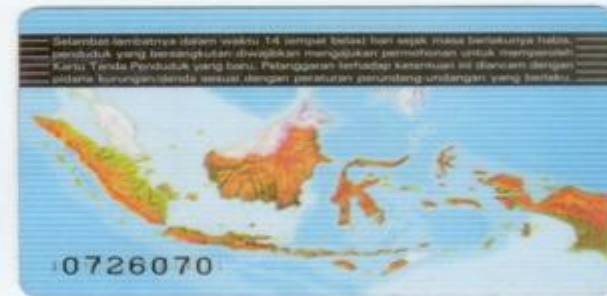 Selambat-lambatnya dalam waktu 14 (empat belas) hari sejak masa berlakunya habis,
penduduk yang bersangkutan diwajibkan mengajukan permohonan untuk memperoleh
Kartu Tanda Penduduk yang baru. Pelanggaran terhadap ketentuan ini diancam dengan
pidana kurungan/denda sesuai dengan peraturan perundang-undangan yang berlaku.
0726070